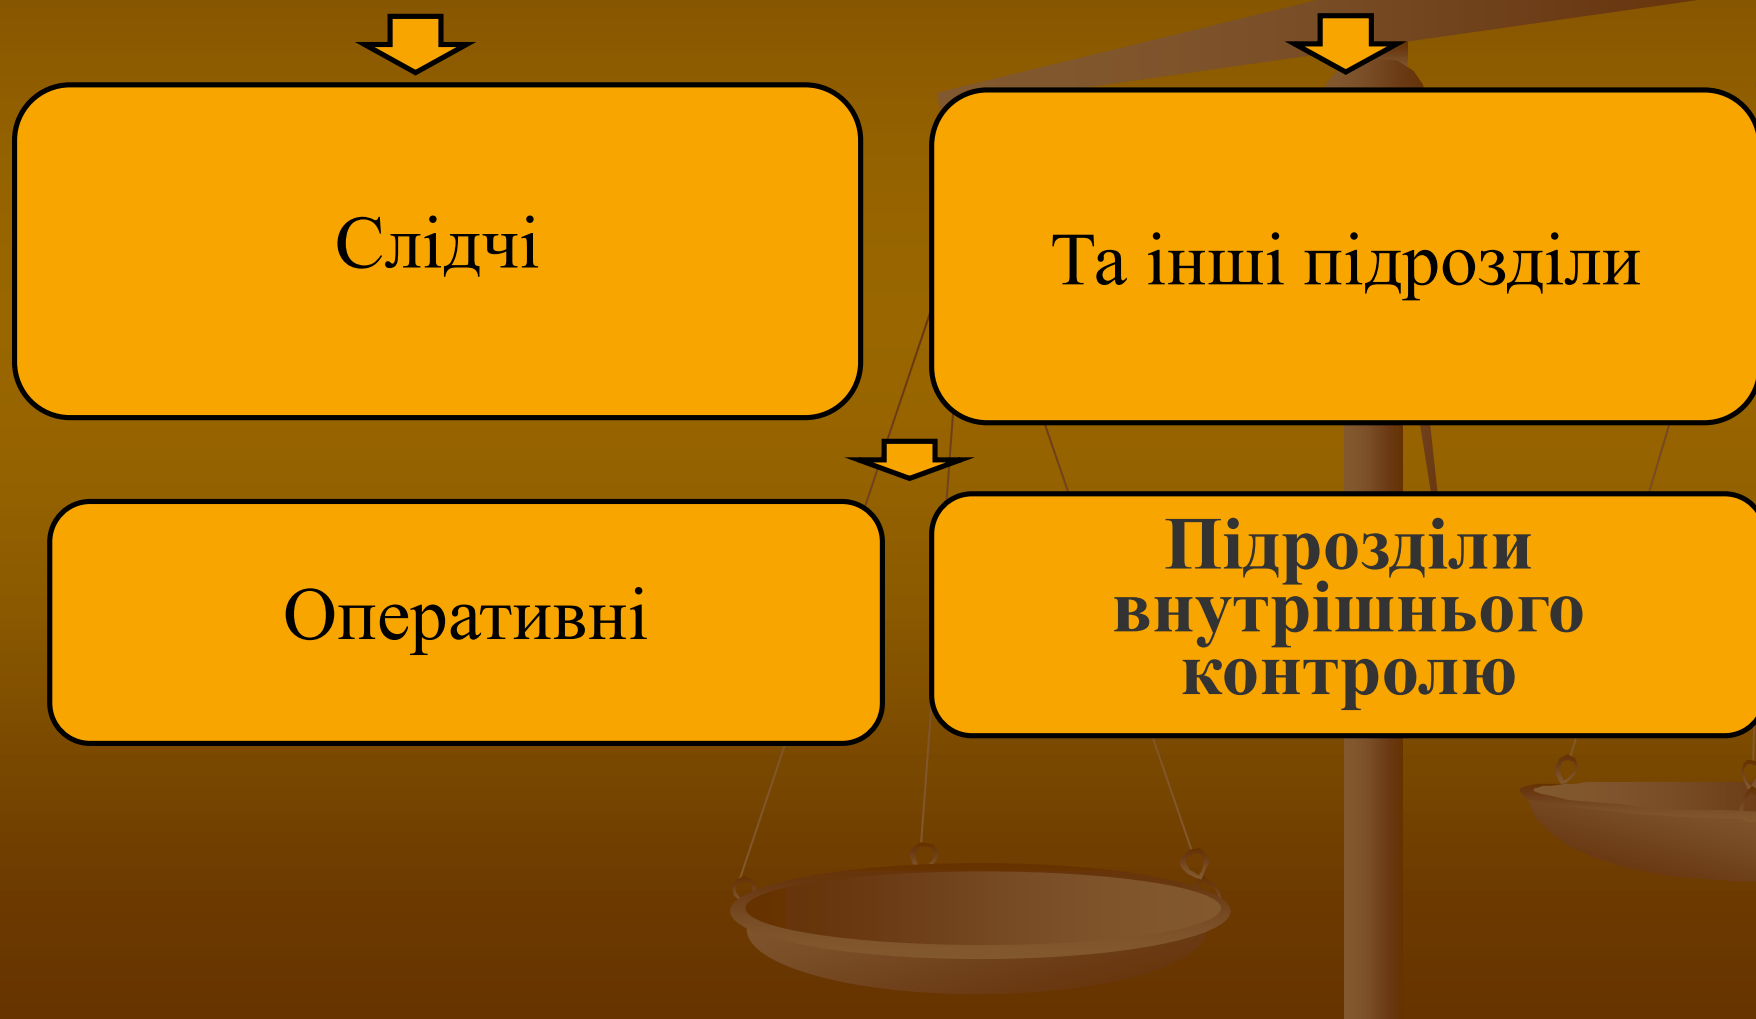 Слідчі
Та інші підрозділи
Оперативні
Підрозділи
внутрішнього
контролю